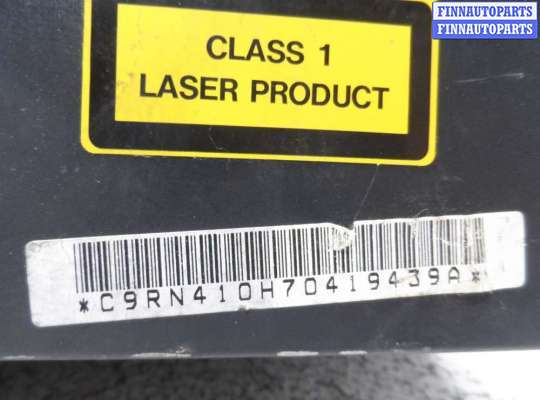 FINNAUTOPARTS
FINNAUTOPARTS
CLASS 1
LASER PRODUCT
*C9RN410H70419439A*